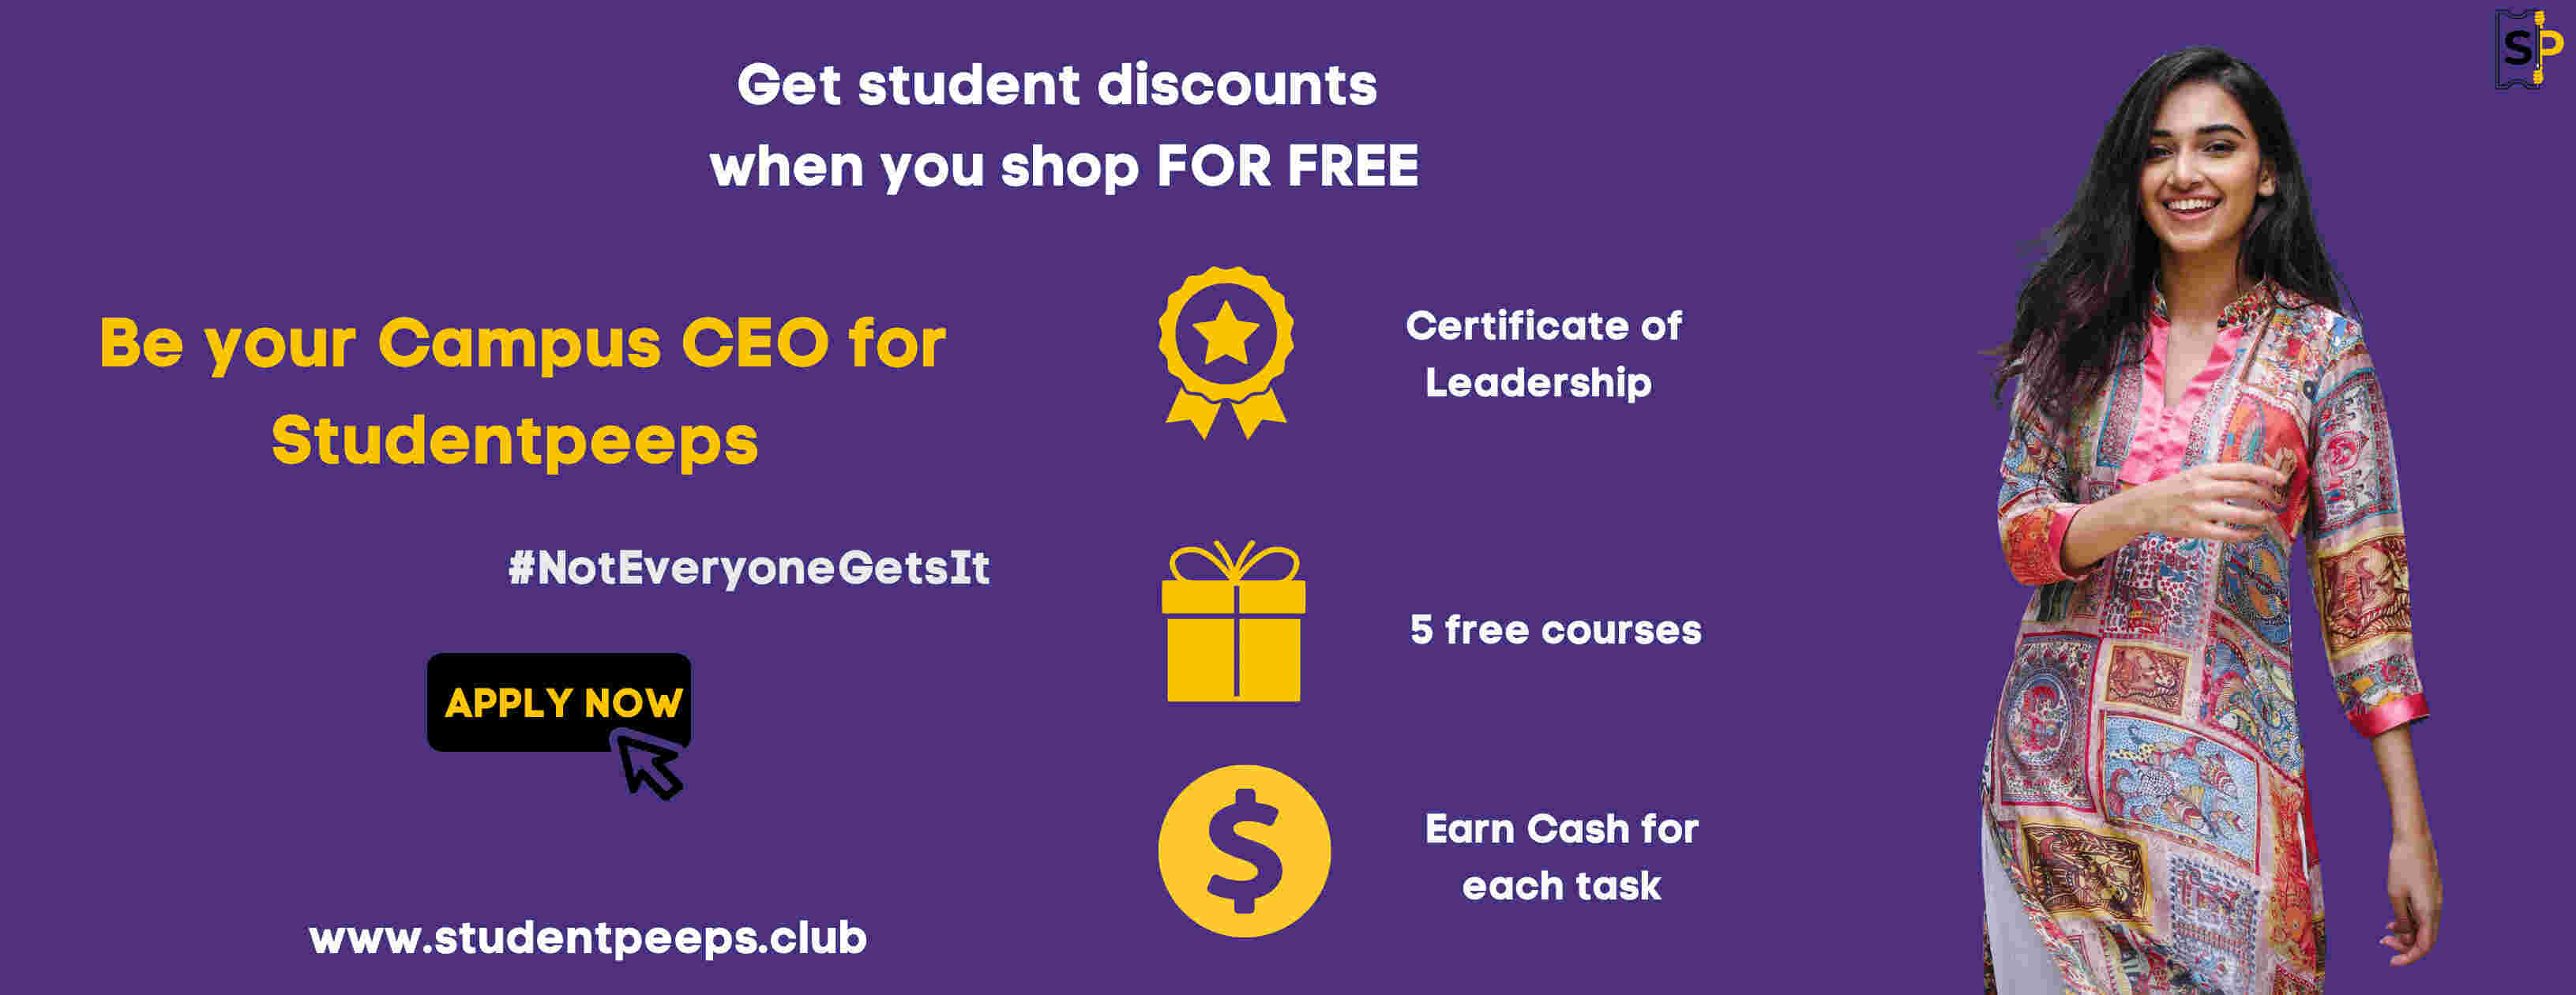 SP
Get student discounts
when you shop FOR FREE
Be your Campus CEO for
Studentpeeps
#NotEveryoneGetsIt
APPLY NOW
www.studentpeeps.club
Certificate of
Leadership
5 free courses
Earn Cash for
each task